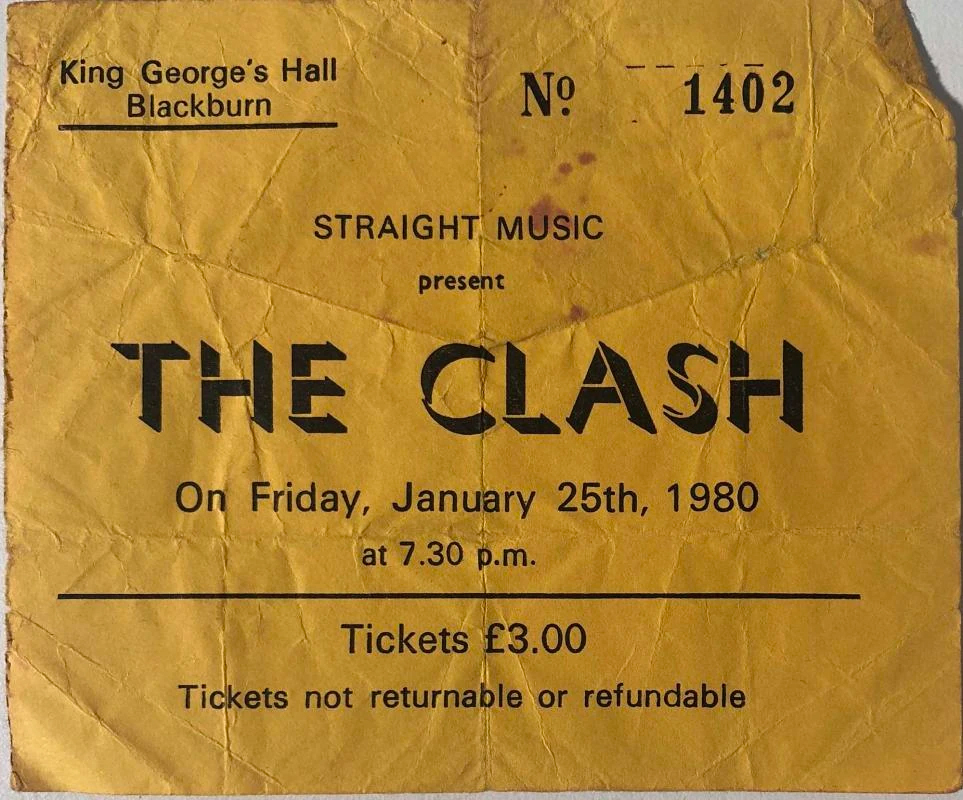 King George's Hall
Blackburn
Nº 1402
STRAIGHT MUSIC
present
THE CLASH
On Friday, January 25th, 1980
at 7.30 p.m.
Tickets £3.00
Tickets not returnable or refundable